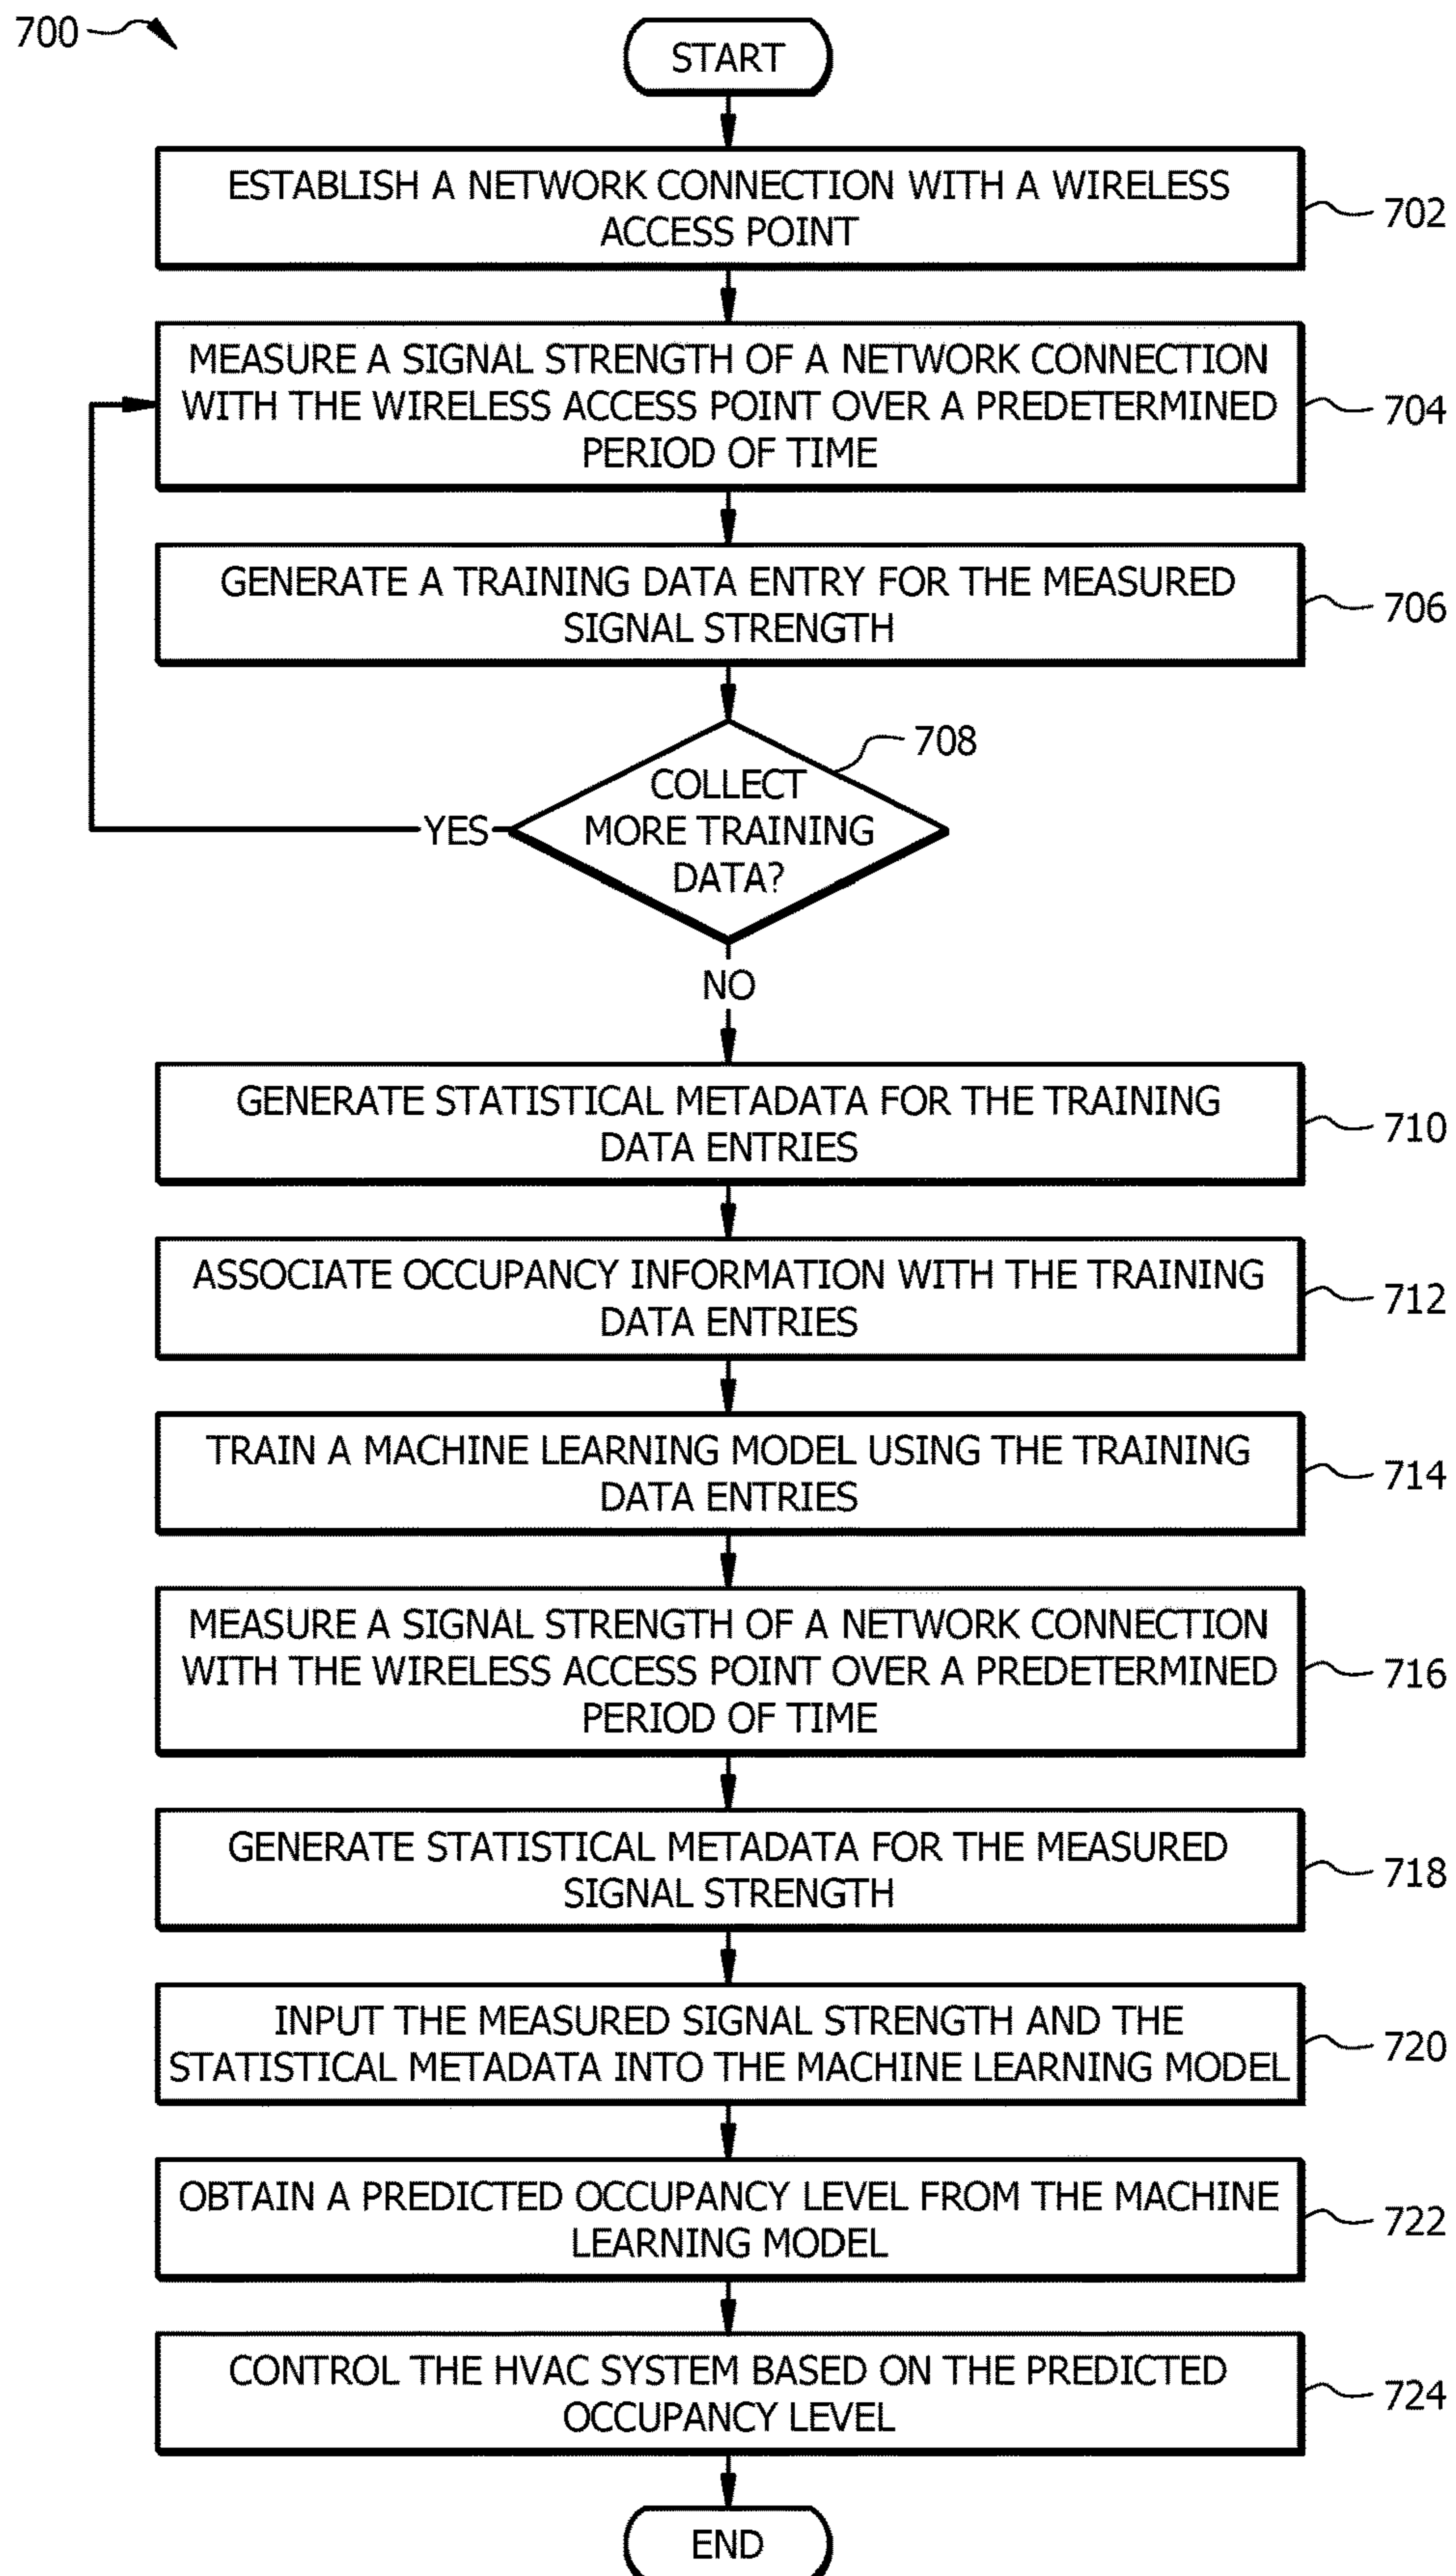 700
START
ESTABLISH A NETWORK CONNECTION WITH A WIRELESS
ACCESS POINT
702
MEASURE A SIGNAL STRENGTH OF A NETWORK CONNECTION
WITH THE WIRELESS ACCESS POINT OVER A PREDETERMINED
PERIOD OF TIME
704
GENERATE A TRAINING DATA ENTRY FOR THE MEASURED
SIGNAL STRENGTH
706
708
COLLECT
MORE TRAINING
DATA?
YES
NO
GENERATE STATISTICAL METADATA FOR THE TRAINING
DATA ENTRIES
710
ASSOCIATE OCCUPANCY INFORMATION WITH THE TRAINING
DATA ENTRIES
712
TRAIN A MACHINE LEARNING MODEL USING THE TRAINING
DATA ENTRIES
714
MEASURE A SIGNAL STRENGTH OF A NETWORK CONNECTION
WITH THE WIRELESS ACCESS POINT OVER A PREDETERMINED
PERIOD OF TIME
716
GENERATE STATISTICAL METADATA FOR THE MEASURED
SIGNAL STRENGTH
718
INPUT THE MEASURED SIGNAL STRENGTH AND THE
STATISTICAL METADATA INTO THE MACHINE LEARNING MODEL
720
OBTAIN A PREDICTED OCCUPANCY LEVEL FROM THE MACHINE
LEARNING MODEL
722
CONTROL THE HVAC SYSTEM BASED ON THE PREDICTED
OCCUPANCY LEVEL
724
END